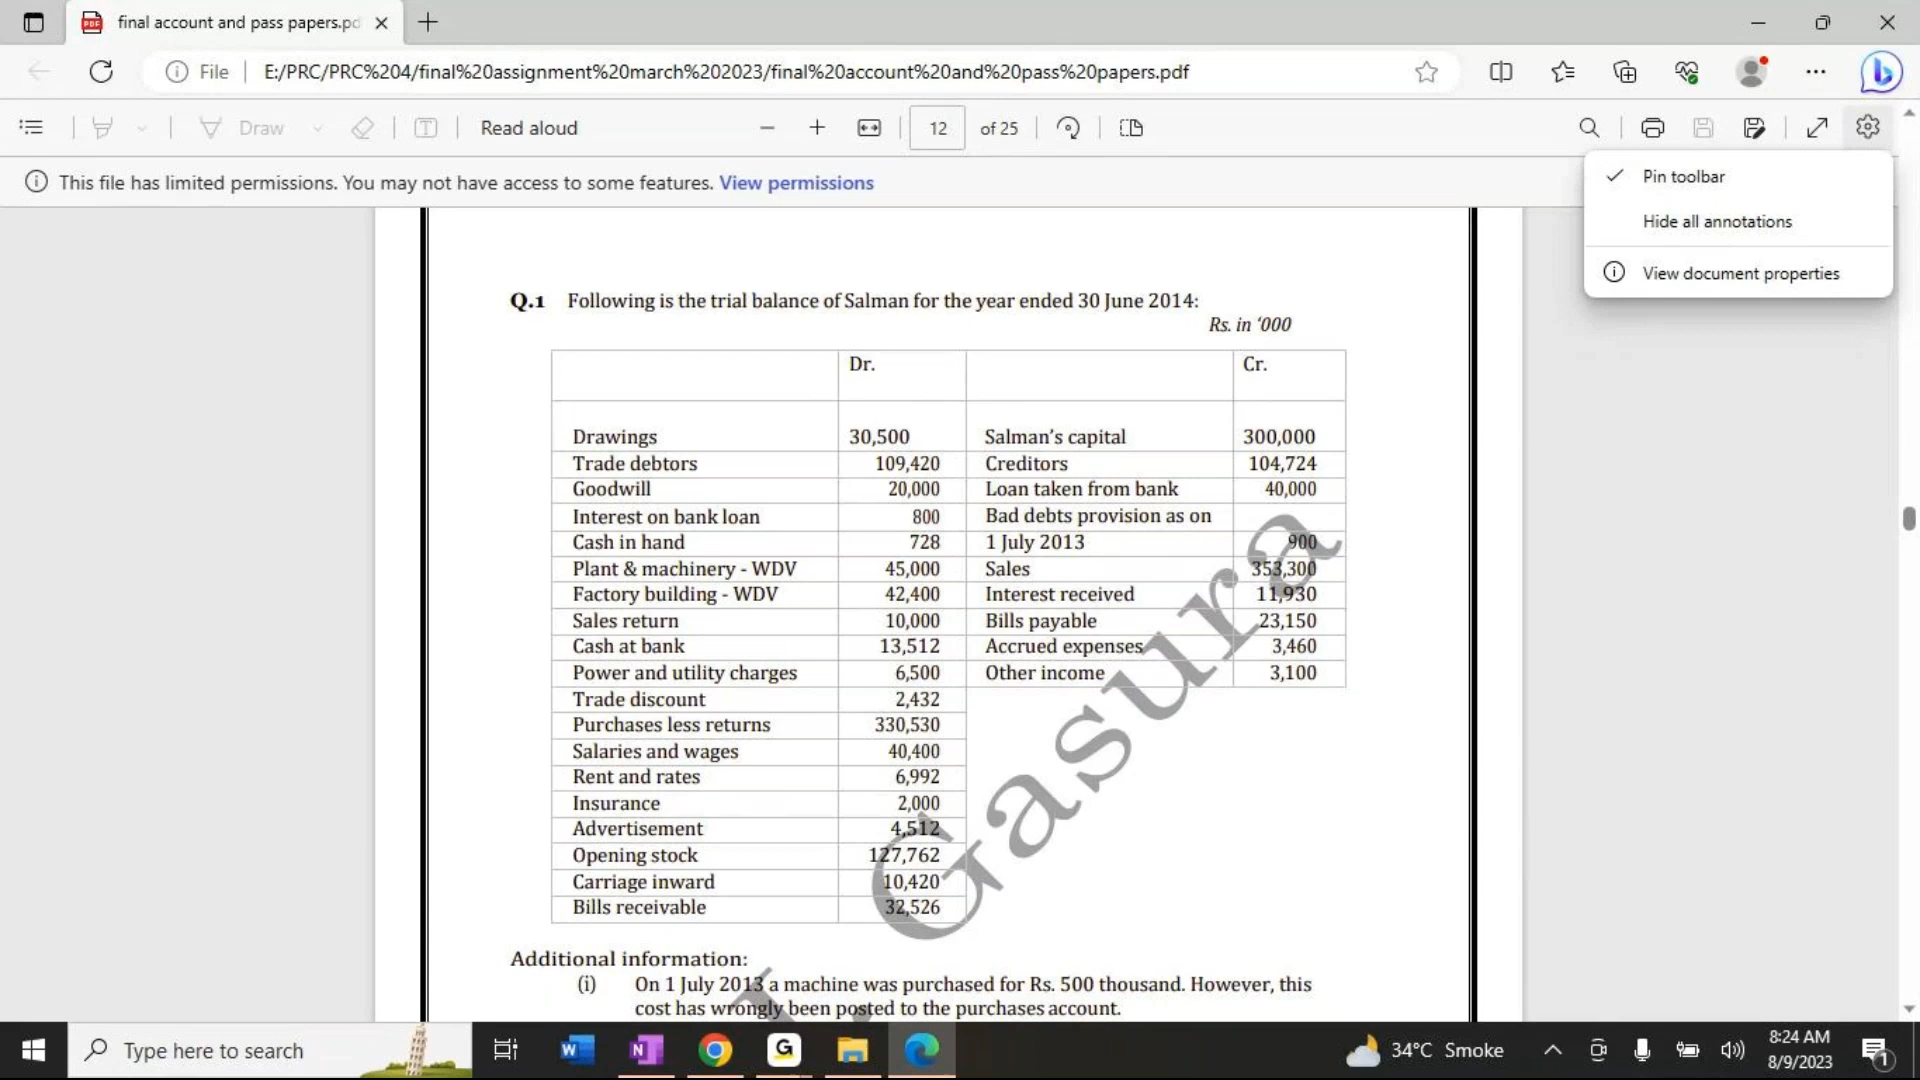 final account and pass papers.pd
File
E:/PRC/PRC%204/final%20assignment%20march%202023/final%20account%20and%20pass%20papers.pdf
Draw
Read aloud
12 of 25
This file has limited permissions. You may not have access to some features. View permissions
Pin toolbar
Hide all annotations
View document properties
Q.1 Following is the trial balance of Salman for the year ended 30 June 2014:
Rs. in ‘000
Dr. Cr.
Drawings 30,500 Salman’s capital 300,000
Trade debtors 109,420 Creditors 104,724
Goodwill 20,000 Loan taken from bank 40,000
Interest on bank loan 800 Bad debts provision as on
Cash in hand 728 1 July 2013 900
Plant & machinery - WDV 45,000 Sales 353,300
Factory building - WDV 42,400 Interest received 11,930
Sales return 10,000 Bills payable 23,150
Cash at bank 13,512 Accrued expenses 3,460
Power and utility charges 6,500 Other income 3,100
Trade discount 2,432
Purchases less returns 330,530
Salaries and wages 40,400
Rent and rates 6,992
Insurance 2,000
Advertisement 4,512
Opening stock 127,762
Carriage inward 10,420
Bills receivable 32,526
Gasura
Additional information:
(i) On 1 July 2013 a machine was purchased for Rs. 500 thousand. However, this
cost has wrongly been posted to the purchases account.
Type here to search
34°C Smoke
8:24 AM
8/9/2023
1